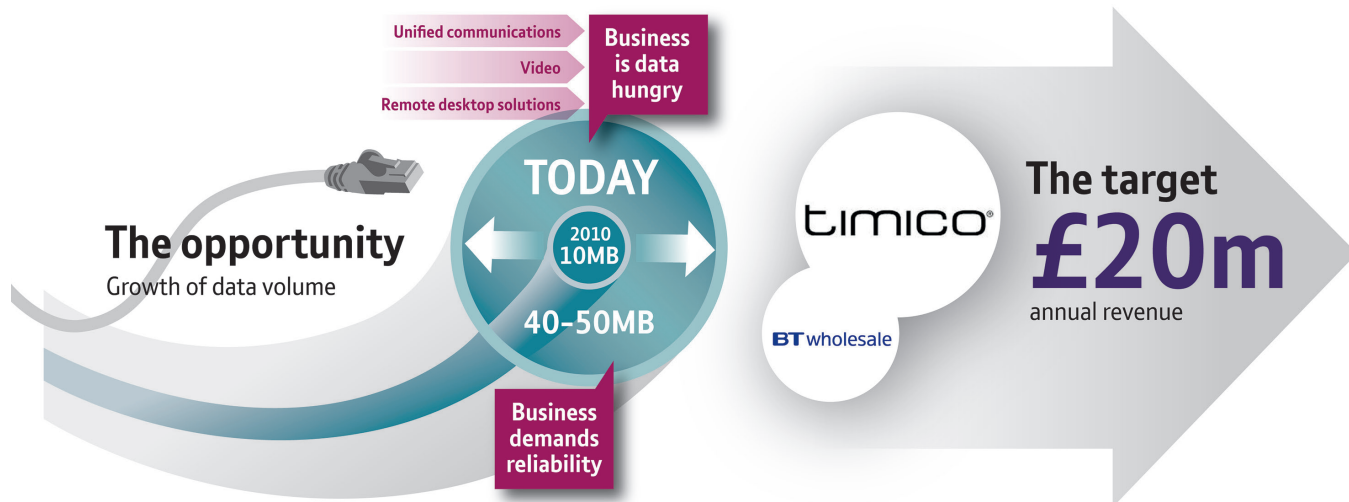 The opportunity
Growth of data volume
Unified communications
Video
Remote desktop solutions
Business
is data
hungry
TODAY
2010
10MB
40-50MB
Business
demands
reliability
timico®
BT wholesale
The target
£20m
annual revenue